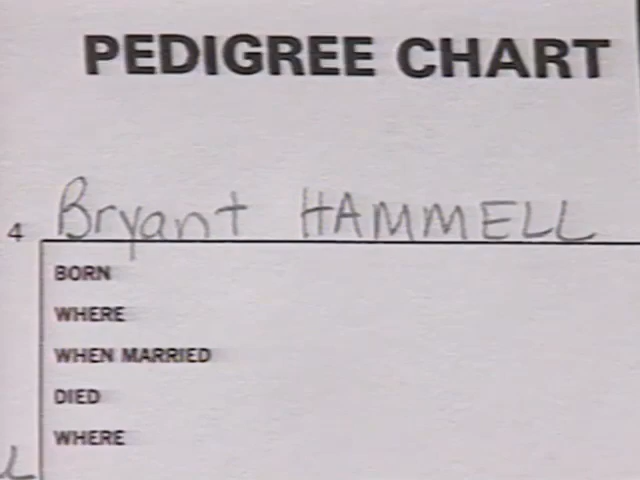 PEDIGREE CHART
4 Bryant HAMMELL
BORN
WHERE
WHEN MARRIED
DIED
WHERE